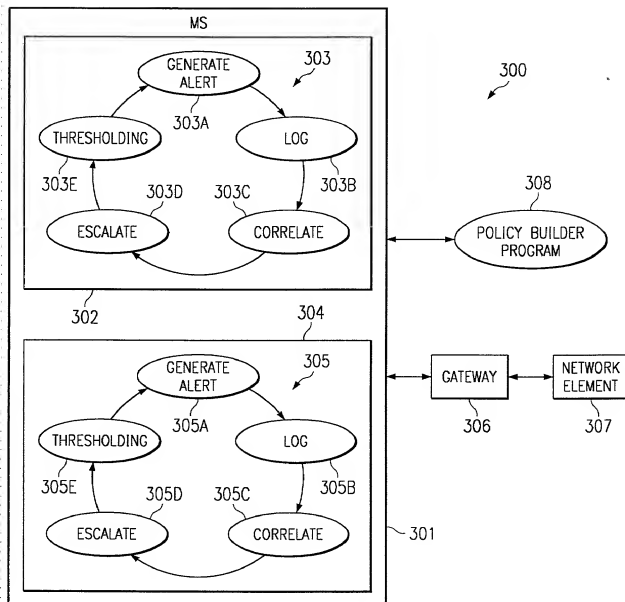 MS
GENERATE
ALERT
303
303A
300
THRESHOLDING
LOG
303E
303B
303D
303C
308
ESCALATE
CORRELATE
POLICY BUILDER
PROGRAM
302
304
GENERATE
ALERT
305
305A
GATEWAY
NETWORK
ELEMENT
306
307
THRESHOLDING
LOG
305E
305B
305D
305C
ESCALATE
CORRELATE
301